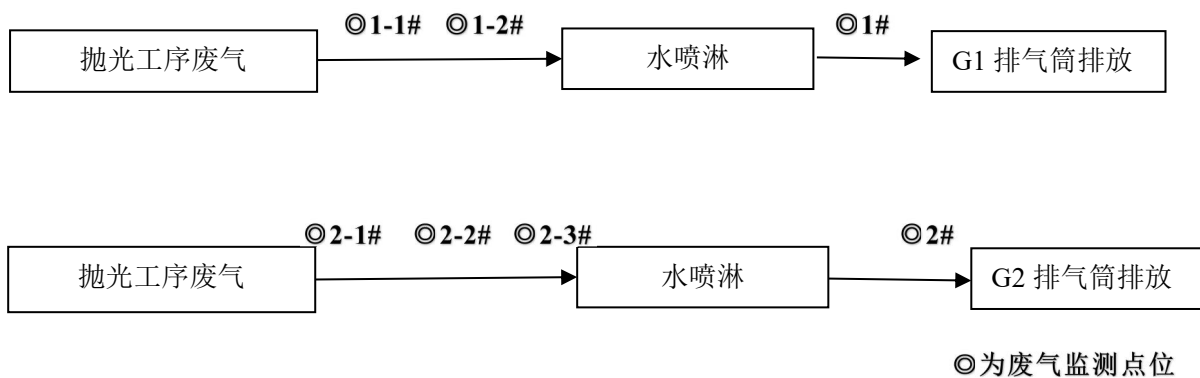 ◎1-1# ◎1-2# ◎1#
抛光工序废气 水喷淋 G1 排气筒排放
◎2-1# ◎2-2# ◎2-3# ◎2#
抛光工序废气 水喷淋 G2 排气筒排放
◎为废气监测点位